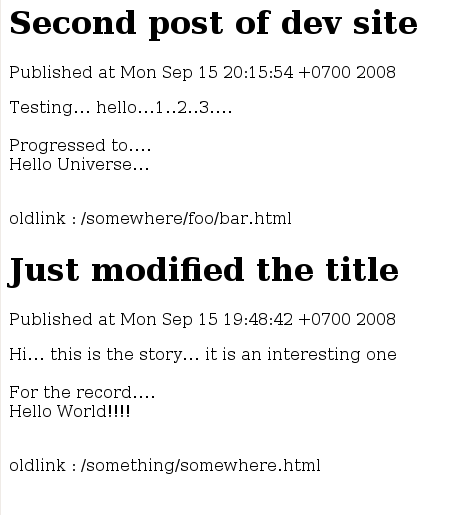 Second post of dev site
Published at Mon Sep 15 20:15:54 +0700 2008
Testing... hello...1..2..3....
Progressed to....
Hello Universe...
oldlink : /somewhere/foo/bar.html
Just modified the title
Published at Mon Sep 15 19:48:42 +0700 2008
Hi... this is the story... it is an interesting one
For the record....
Hello World!!!!
oldlink : /something/somewhere.html